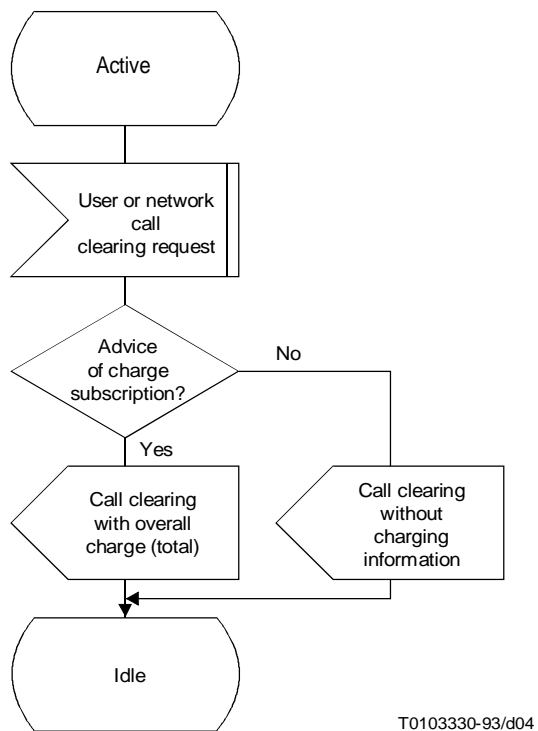 Active
User or network
call
clearing request
Advice
of charge
subscription?
No
Yes
Call clearing
with overall
charge (total)
Call clearing
without
charging
information
Idle
T0103330-93/d04